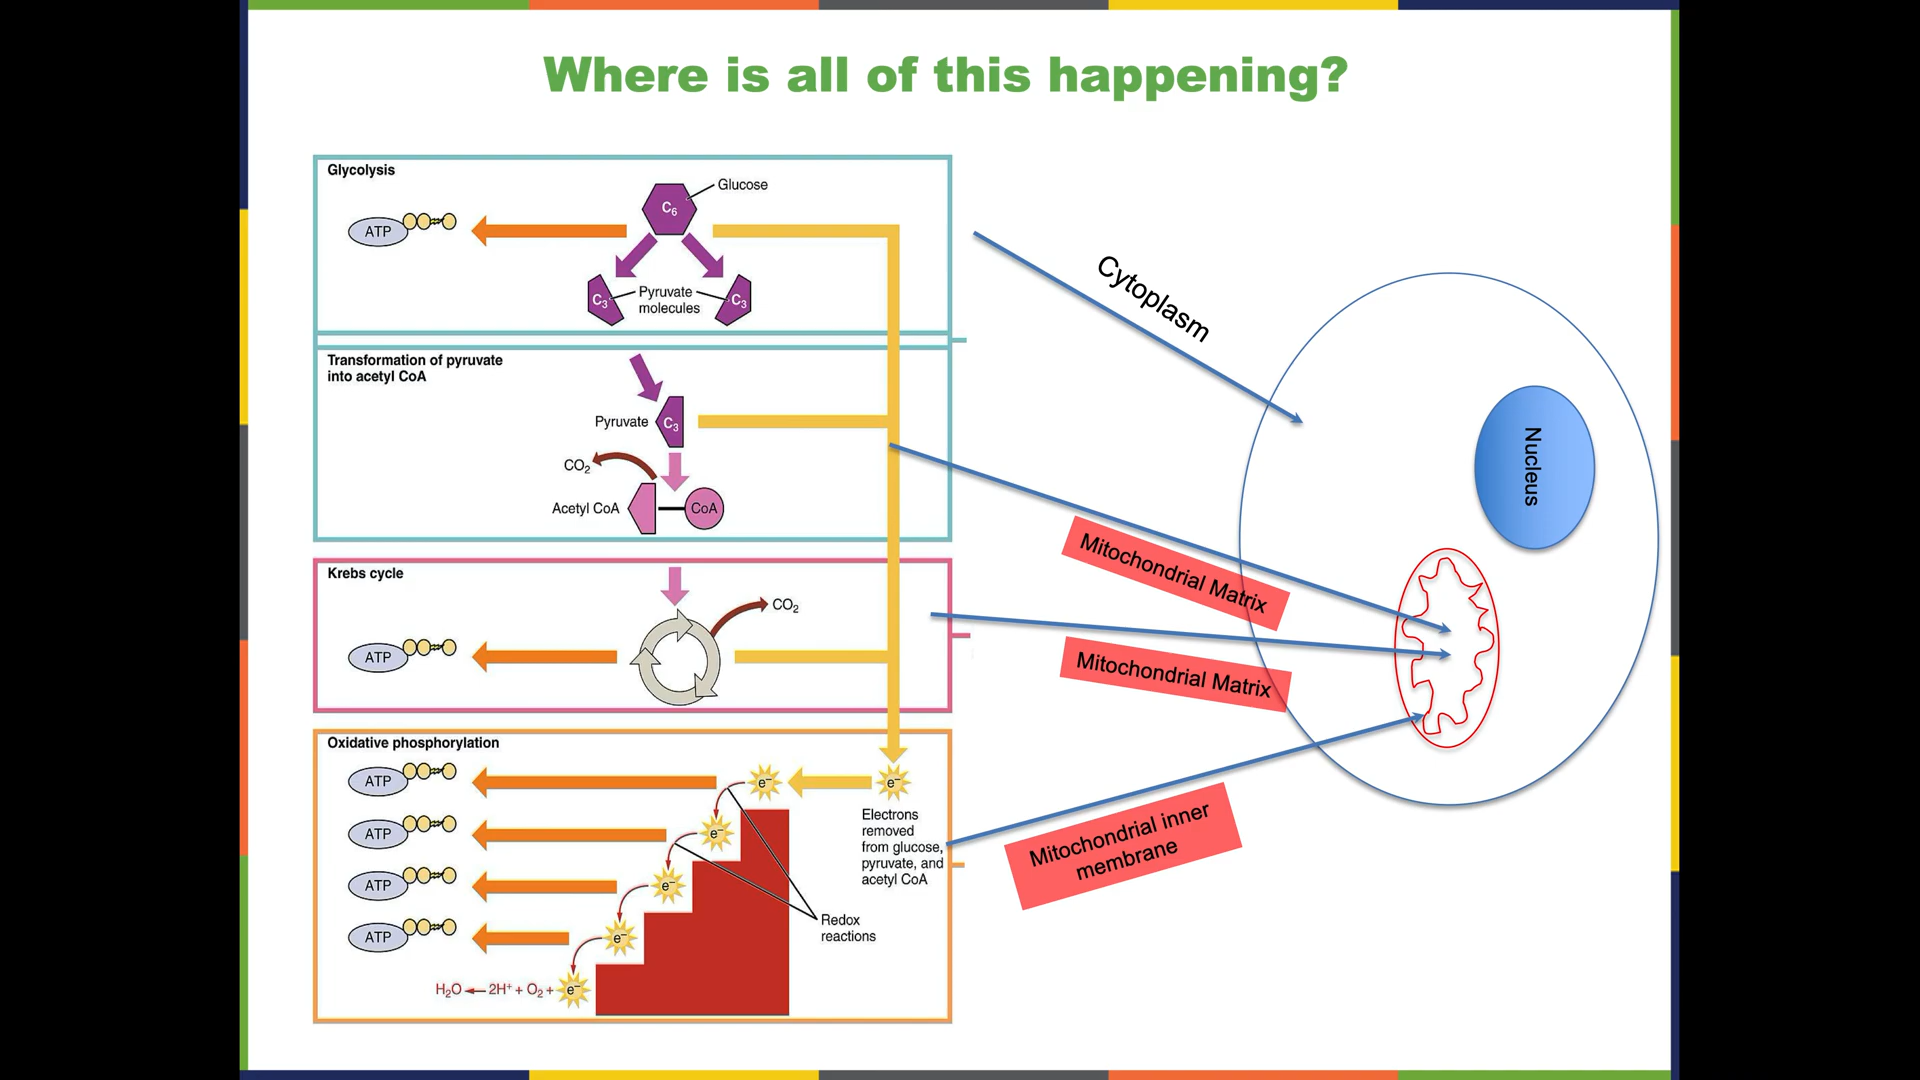 Where is all of this happening?
Glycolysis
Glucose
C6
ATP
C3
Pyruvate
molecules
C3
Cytoplasm
Transformation of pyruvate
into acetyl CoA
Pyruvate
C3
CO2
Acetyl CoA
CoA
Nucleus
Mitochondrial Matrix
Krebs cycle
CO2
ATP
Mitochondrial Matrix
Oxidative phosphorylation
ATP
e−
e−
Electrons
removed
from glucose,
pyruvate, and
acetyl CoA
ATP
e−
ATP
e−
Redox
reactions
ATP
e−
H2O 2H+ + O2 + e−
Mitochondrial inner
membrane